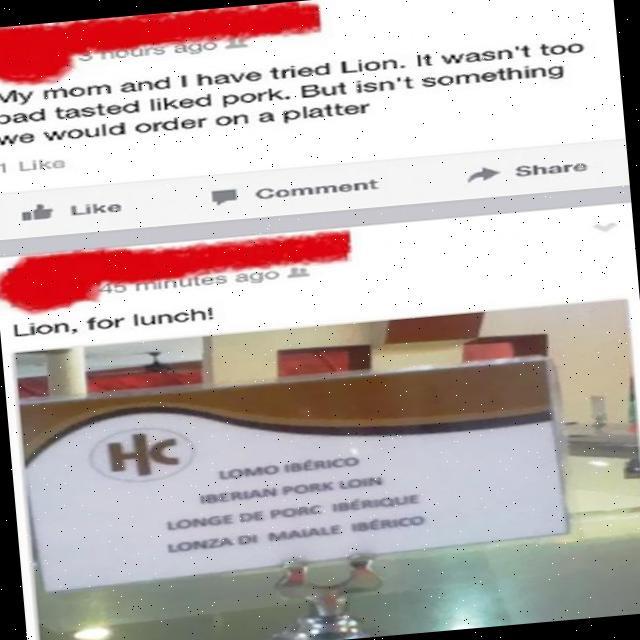 3 hours ago
My mom and I have tried Lion. It wasn't too
bad tasted liked pork. But isn't something
we would order on a platter
1 Like
Like Comment Share
45 minutes ago
Lion, for lunch!
HC
LOMO IBÉRICO
IBERIAN PORK LOIN
LONGE DE PORC IBÉRIQUE
LONZA DI MAIALE IBÉRICO